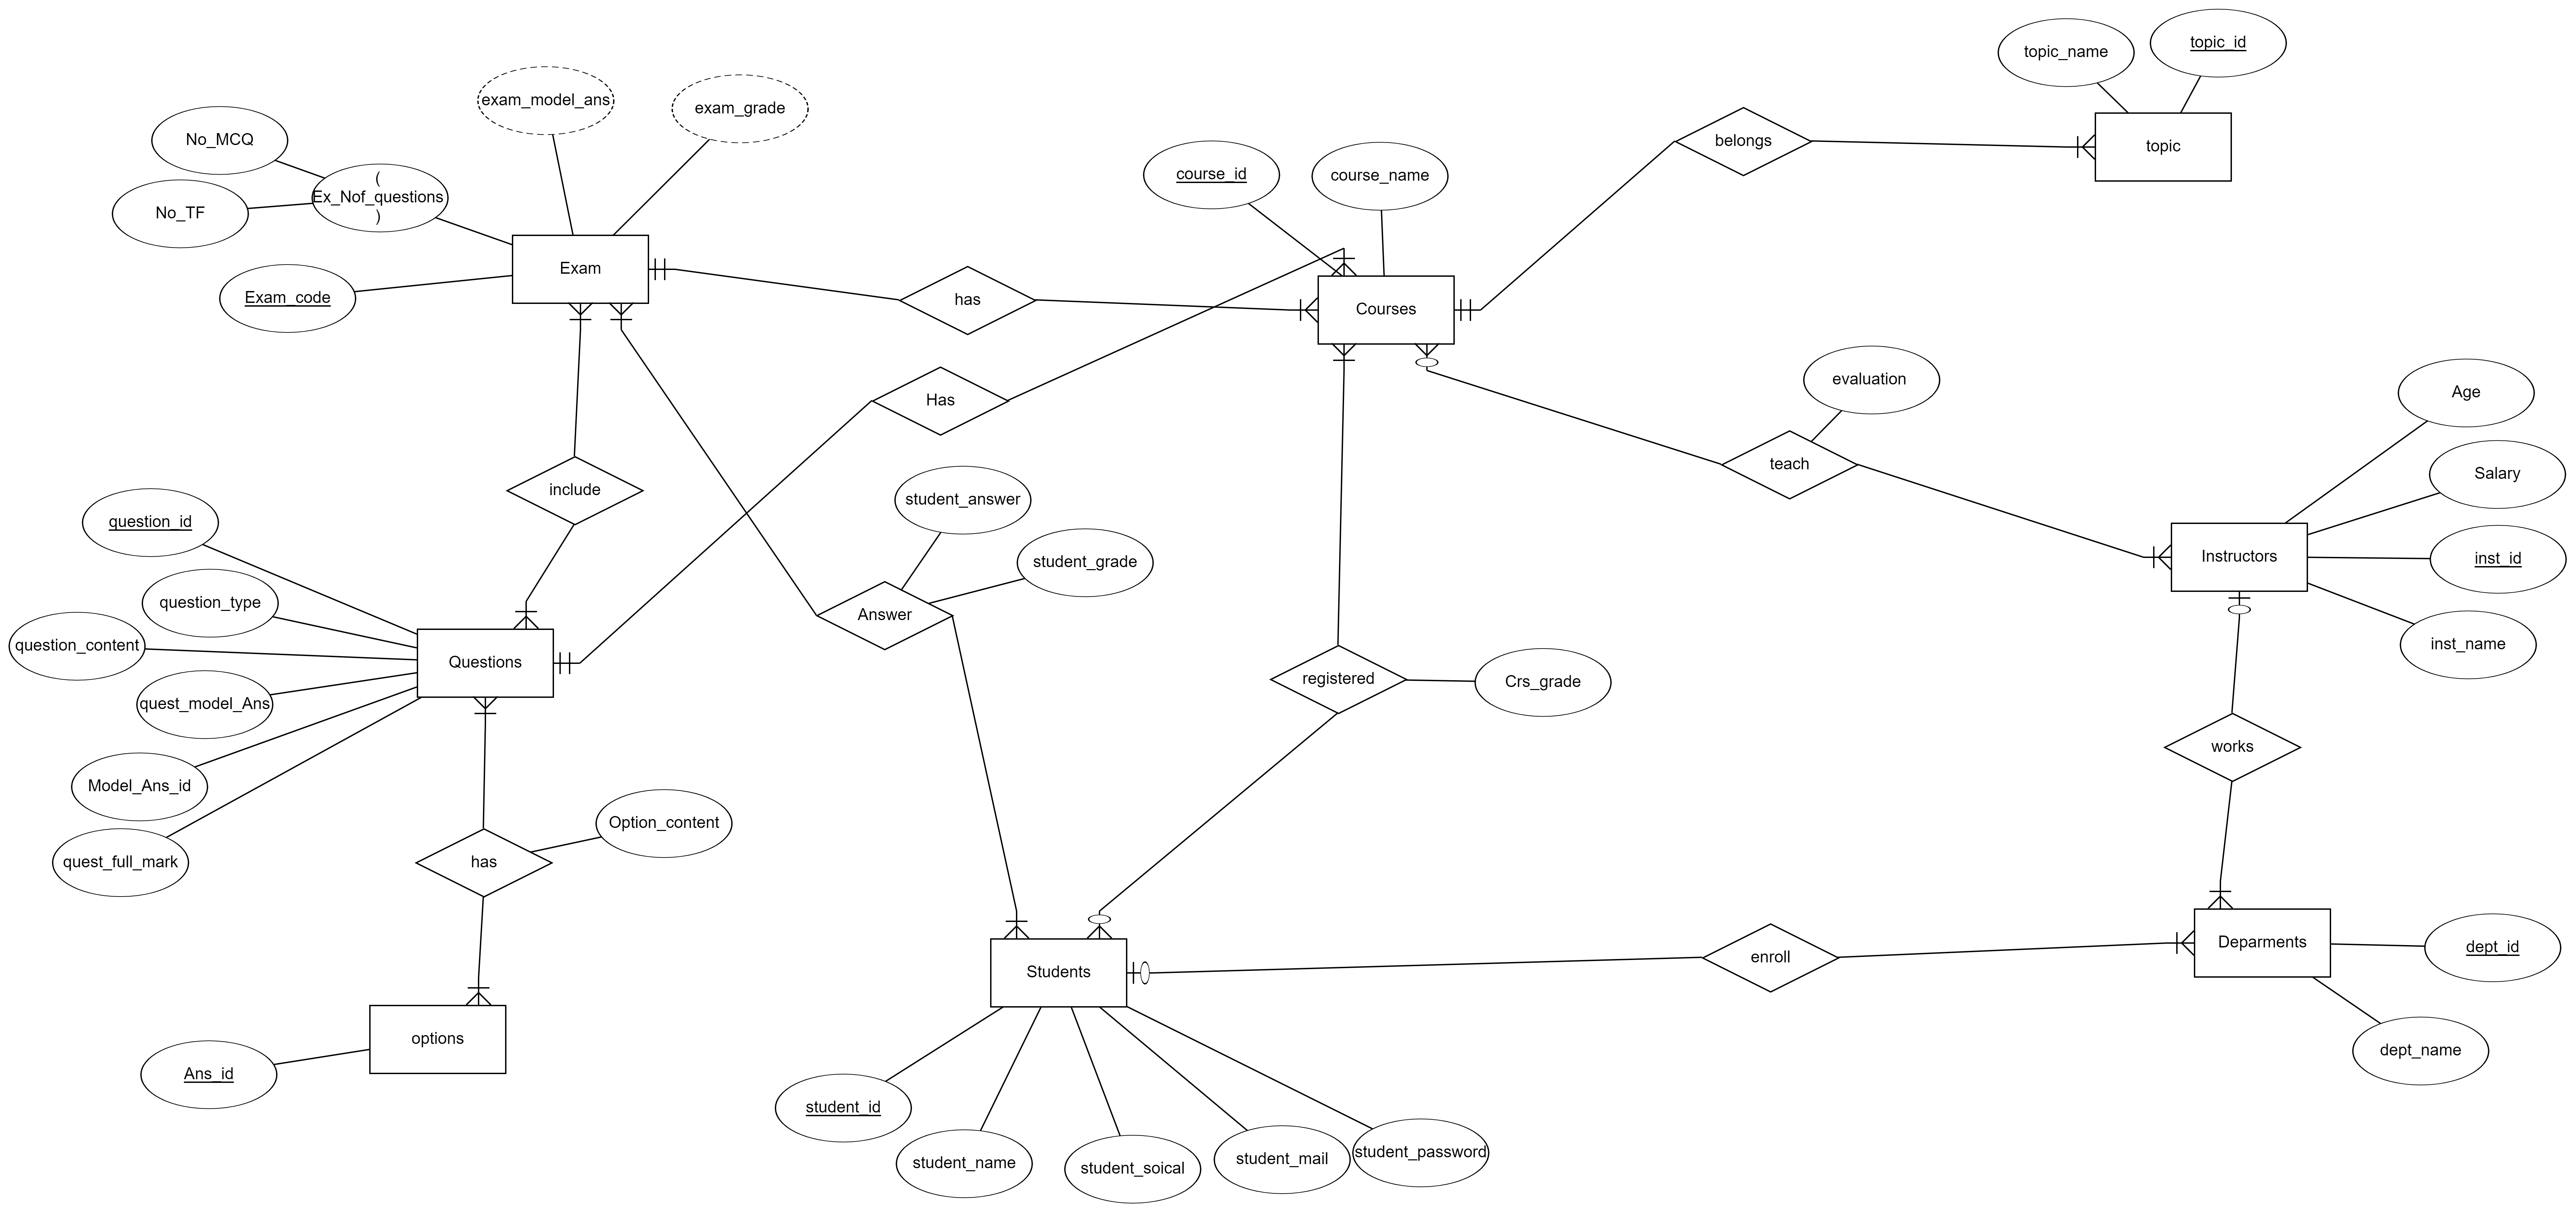 topic_name
topic_id
exam_model_ans
exam_grade
No_MCQ
(
Ex_Nof_questions
)
No_TF
topic
belongs
course_id
course_name
Exam
Exam_code
has
Courses
evaluation
Age
Has
teach
Salary
include
student_answer
question_id
Instructors
inst_id
student_grade
question_type
Answer
inst_name
question_content
Questions
registered
Crs_grade
quest_model_Ans
works
Model_Ans_id
Option_content
quest_full_mark
has
Deparments
dept_id
enroll
Students
options
dept_name
Ans_id
student_id
student_name
student_soical
student_mail
student_password